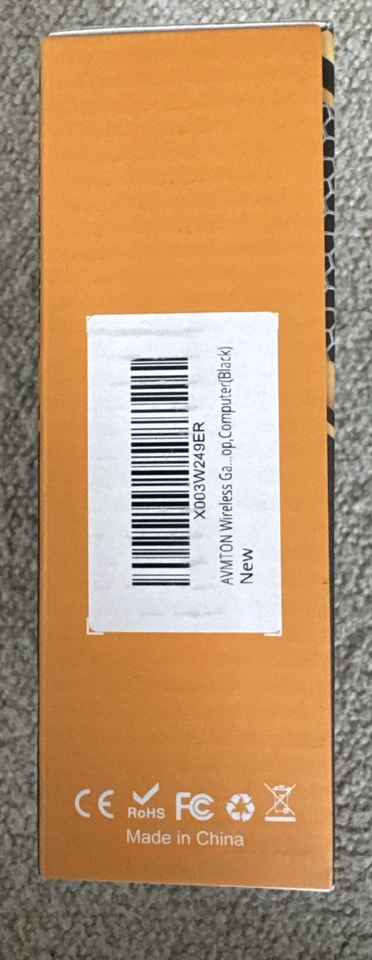 X003W249ER
AVMTON Wireless Ga...op,Computer(Black)
New
CE RoHS FC
Made in China